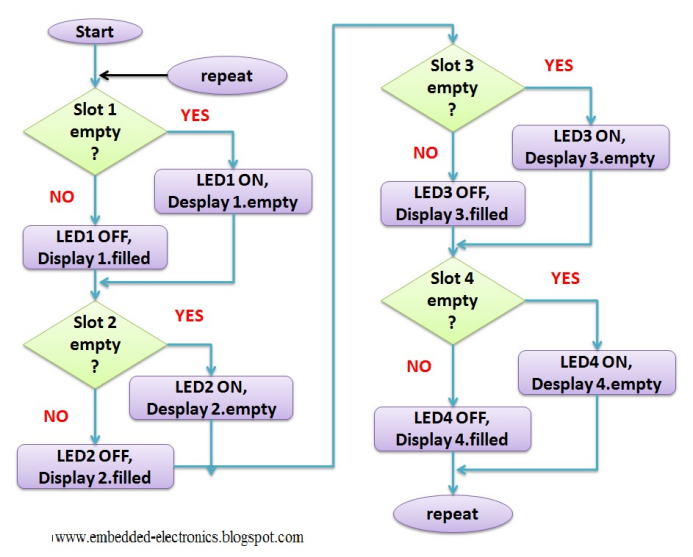 Start
repeat
Slot 1
empty
?
YES
LED1 ON,
Desplay 1.empty
NO
LED1 OFF,
Display 1.filled
Slot 2
empty
?
YES
LED2 ON,
Desplay 2.empty
NO
LED2 OFF,
Display 2.filled
Slot 3
empty
?
YES
LED3 ON,
Desplay 3.empty
NO
LED3 OFF,
Display 3.filled
Slot 4
empty
?
YES
LED4 ON,
Desplay 4.empty
NO
LED4 OFF,
Display 4.filled
repeat
www.embedded-electronics.blogspot.com